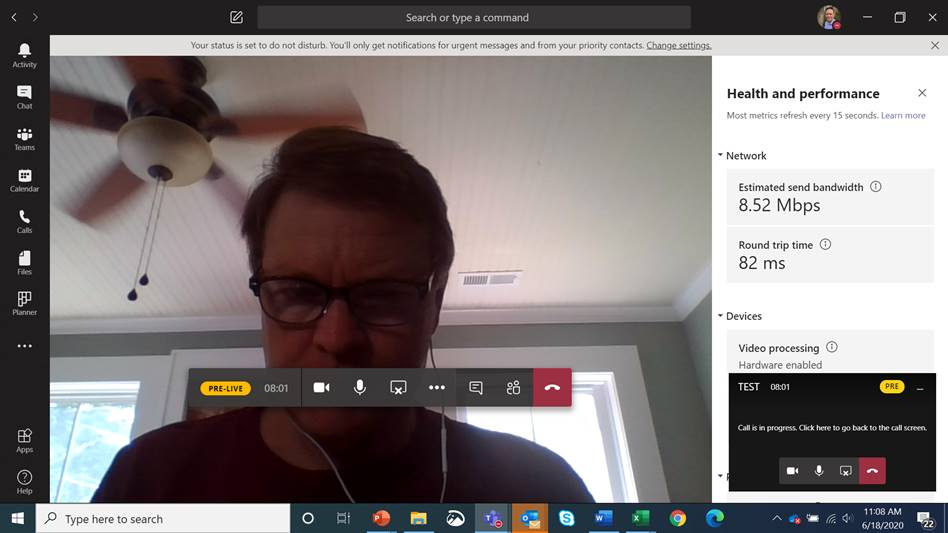 Search or type a command
Your status is set to do not disturb. You'll only get notifications for urgent messages and from your priority contacts. Change settings.
Activity
Chat
Teams
Calendar
Calls
Files
Planner
Apps
Help
PRE-LIVE 08:01
Health and performance
Most metrics refresh every 15 seconds. Learn more
Network
Estimated send bandwidth
8.52 Mbps
Round trip time
82 ms
Devices
Video processing
Hardware enabled
TEST 08:01 PRE
Call is in progress. Click here to go back to the call screen.
Type here to search
11:08 AM
6/18/2020
22